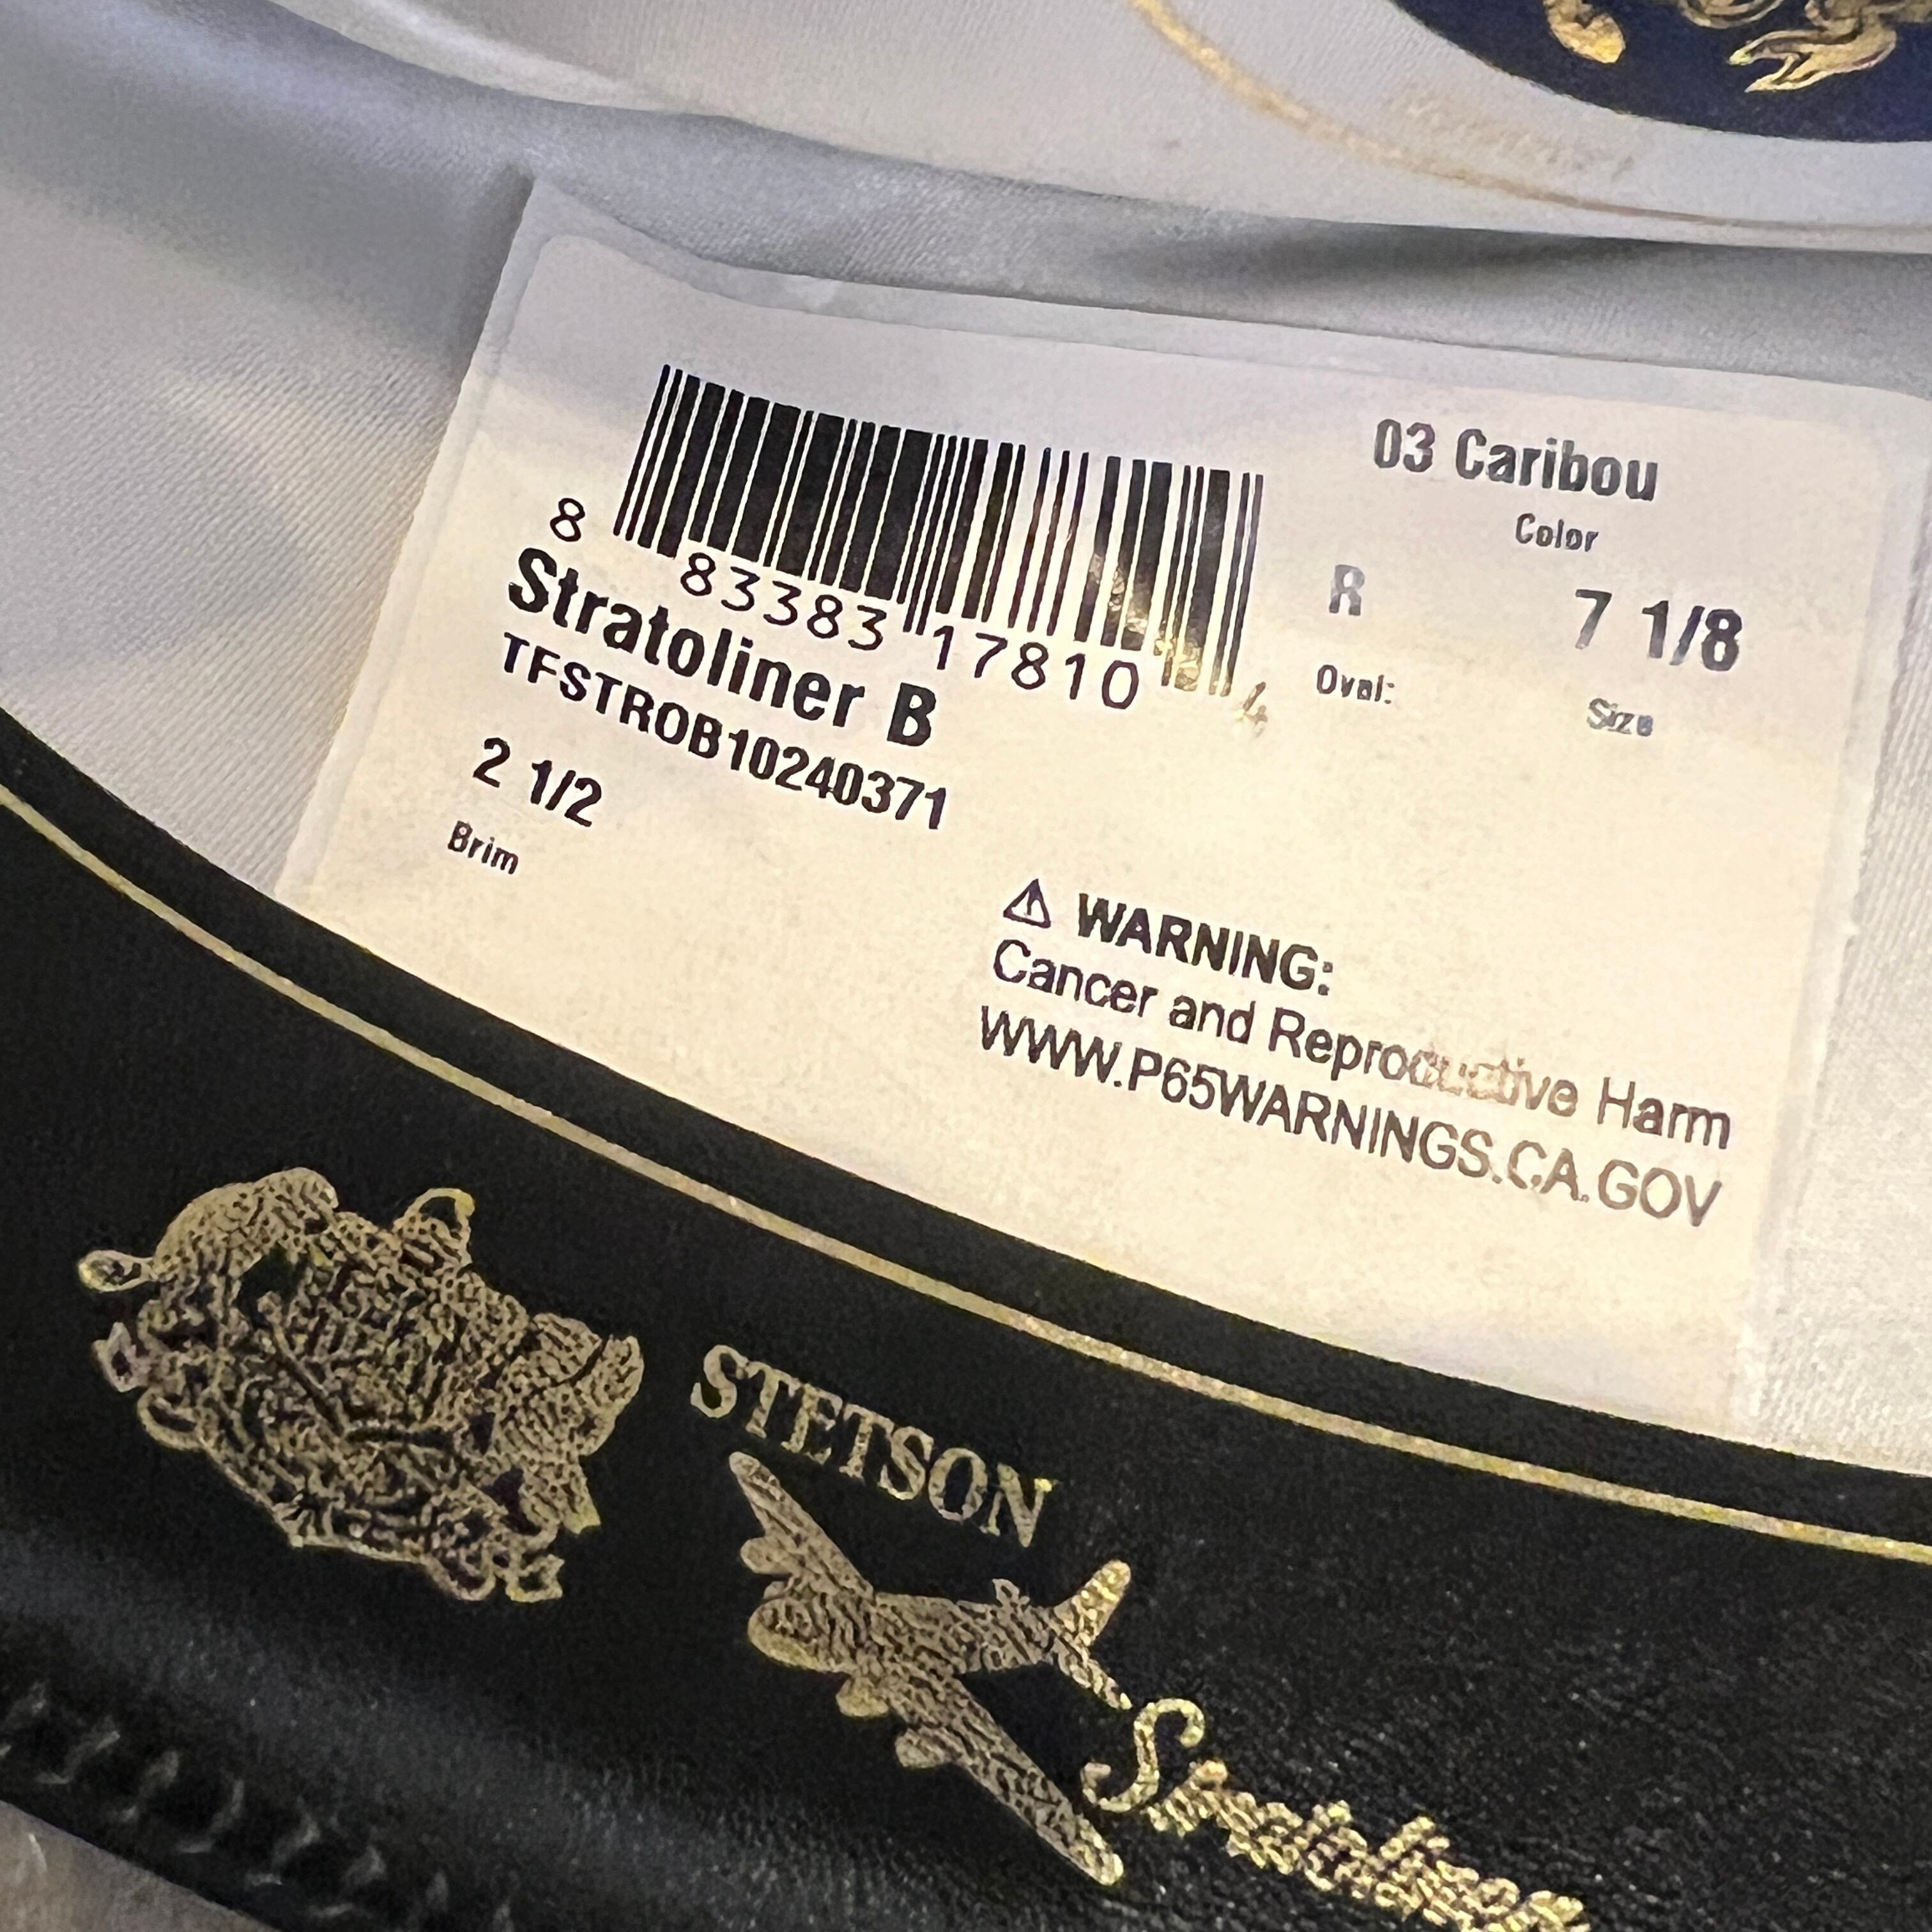 03 Caribou
Color
8 83383 17810 4
R
7 1/8
Oval:
Size
Stratoliner B
TFSTROB10240371
2 1/2
Brim
⚠ WARNING:
Cancer and Reproductive Harm
WWW.P65WARNINGS.CA.GOV
STETSON
Stratoliner